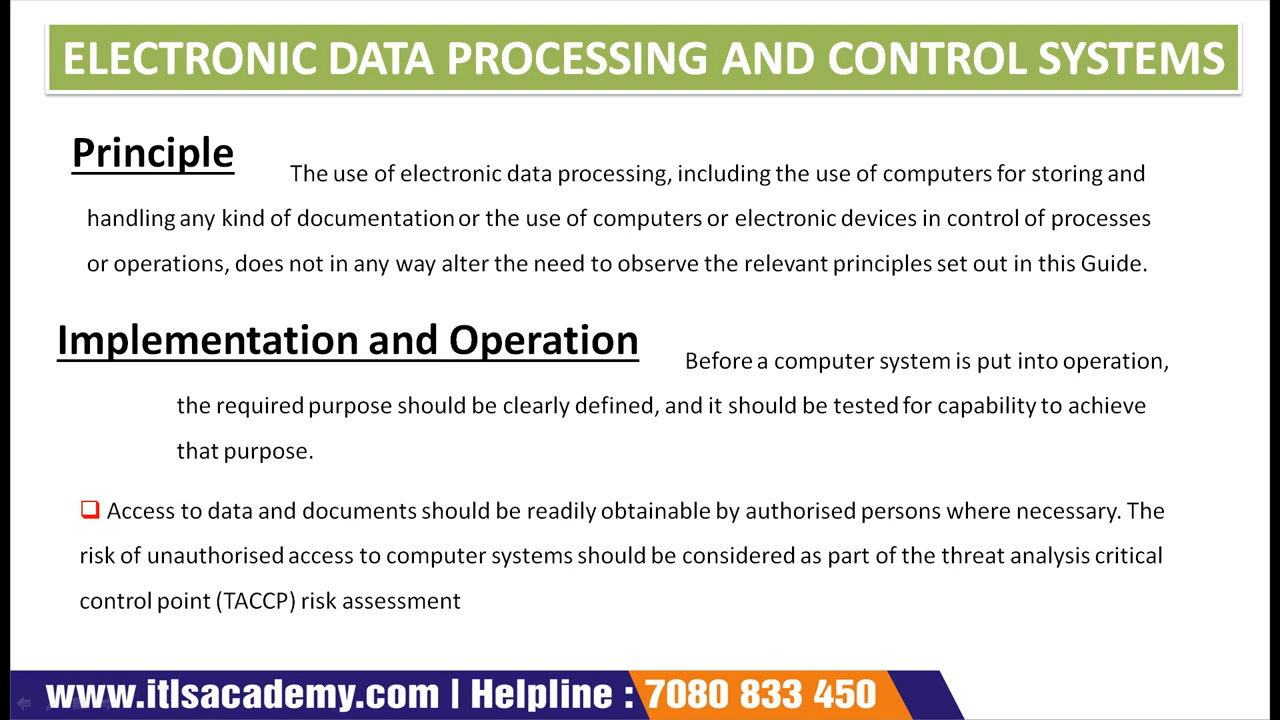 ELECTRONIC DATA PROCESSING AND CONTROL SYSTEMS
Principle
The use of electronic data processing, including the use of computers for storing and
handling any kind of documentation or the use of computers or electronic devices in control of processes
or operations, does not in any way alter the need to observe the relevant principles set out in this Guide.
Implementation and Operation
Before a computer system is put into operation,
the required purpose should be clearly defined, and it should be tested for capability to achieve
that purpose.
Access to data and documents should be readily obtainable by authorised persons where necessary. The
risk of unauthorised access to computer systems should be considered as part of the threat analysis critical
control point (TACCP) risk assessment
www.itlsacademy.com | Helpline : 7080 833 450